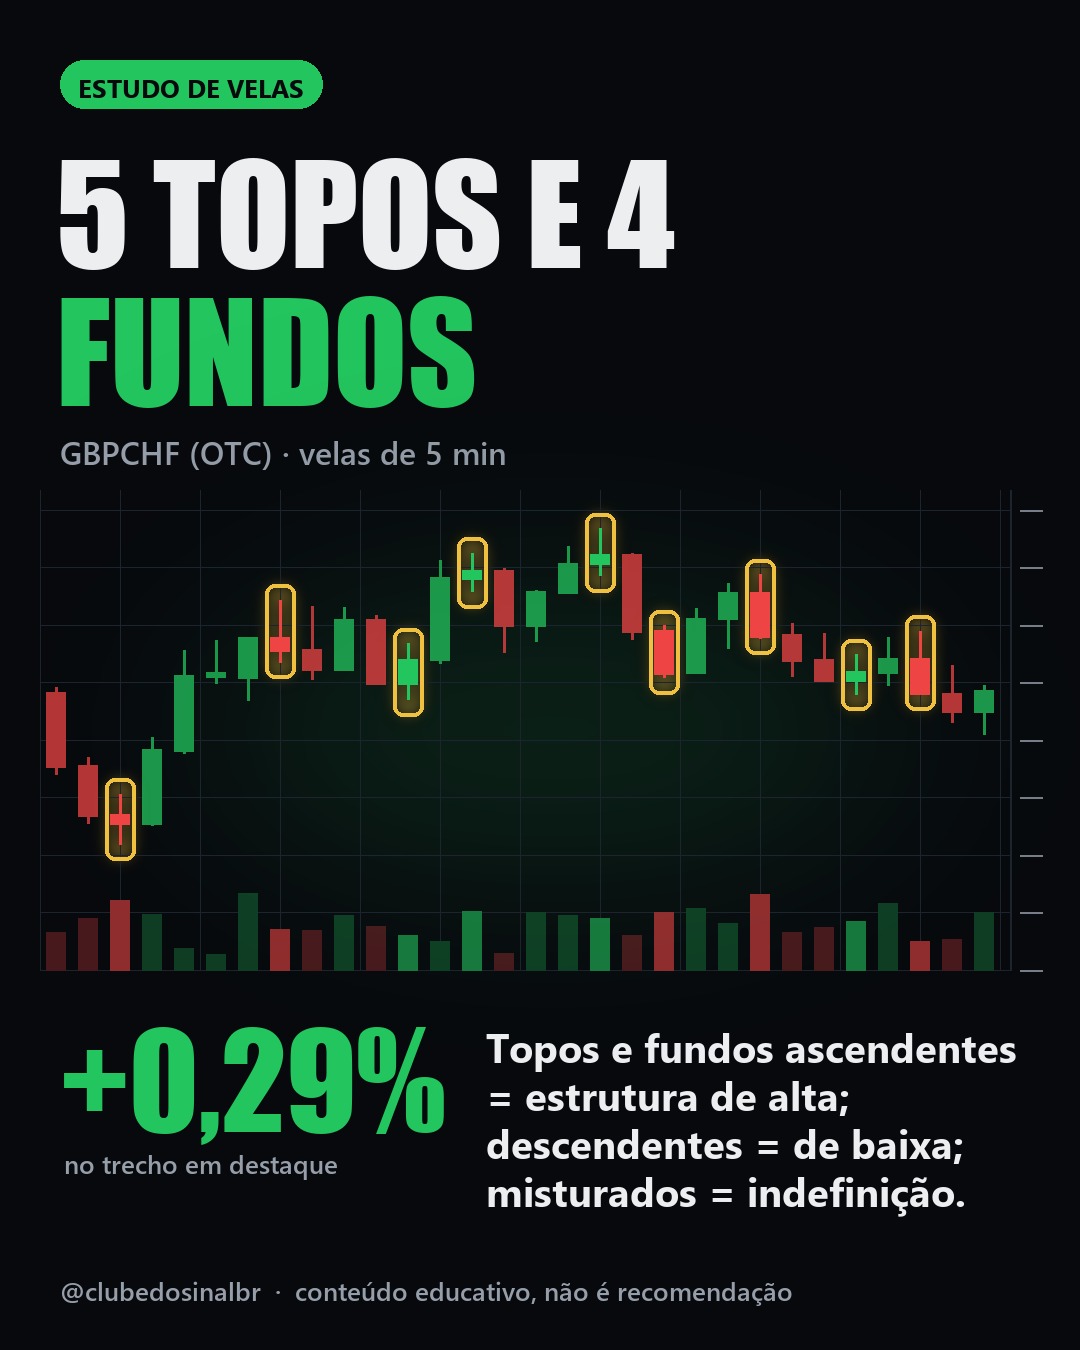 ESTUDO DE VELAS
5 TOPOS E 4
FUNDOS
GBPCHF (OTC) · velas de 5 min
+0,29%
no trecho em destaque
Topos e fundos ascendentes
= estrutura de alta;
descendentes = de baixa;
misturados = indefinição.
@clubedosinalbr · conteúdo educativo, não é recomendação